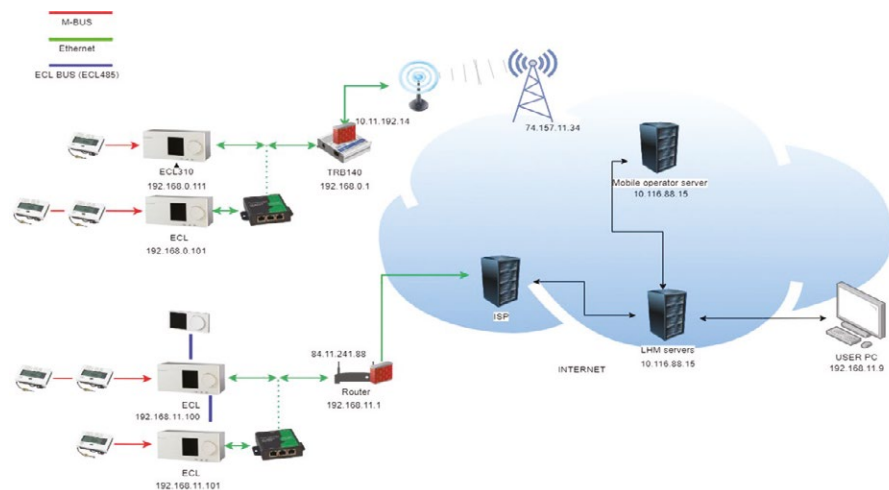 M-BUS
Ethernet
ECL BUS (ECL485)
10.11.192.14
74.157.11.34
ECL310
192.168.0.111
TRB140
192.168.0.1
Mobile operator server
10.116.88.15
ECL
192.168.0.101
ISP
LHM servers
10.116.88.15
INTERNET
USER PC
192.168.11.9
84.11.241.88
Router
192.168.11.1
ECL
192.168.11.100
ECL
192.168.11.101